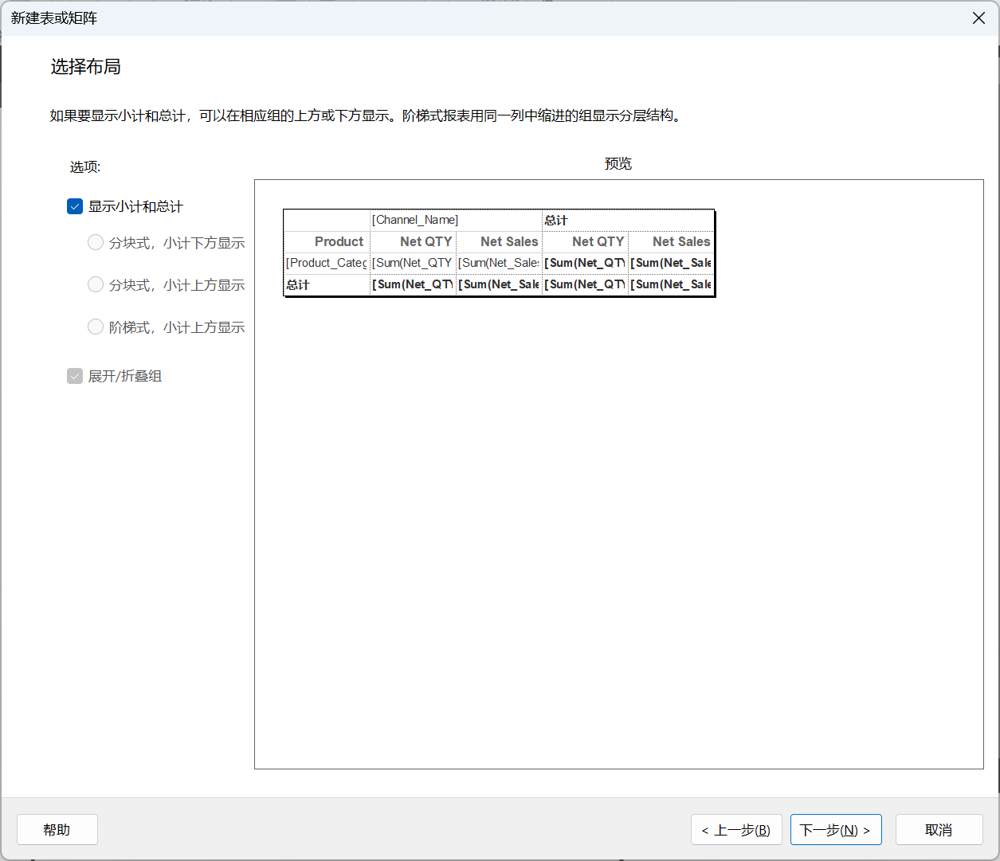 新建表或矩阵
选择布局
如果要显示小计和总计，可以在相应组的上方或下方显示。阶梯式报表用同一列中缩进的组显示分层结构。
选项:
预览
显示小计和总计
分块式，小计下方显示
分块式，小计上方显示
阶梯式，小计上方显示
展开/折叠组
[Channel_Name] 总计
Product Net QTY Net Sales Net QTY Net Sales
[Product_Categ [Sum(Net_QTY [Sum(Net_Sale [Sum(Net_QT [Sum(Net_Sale
总计 [Sum(Net_QT [Sum(Net_Sale [Sum(Net_QT [Sum(Net_Sale
帮助 < 上一步(B) 下一步(N) > 取消